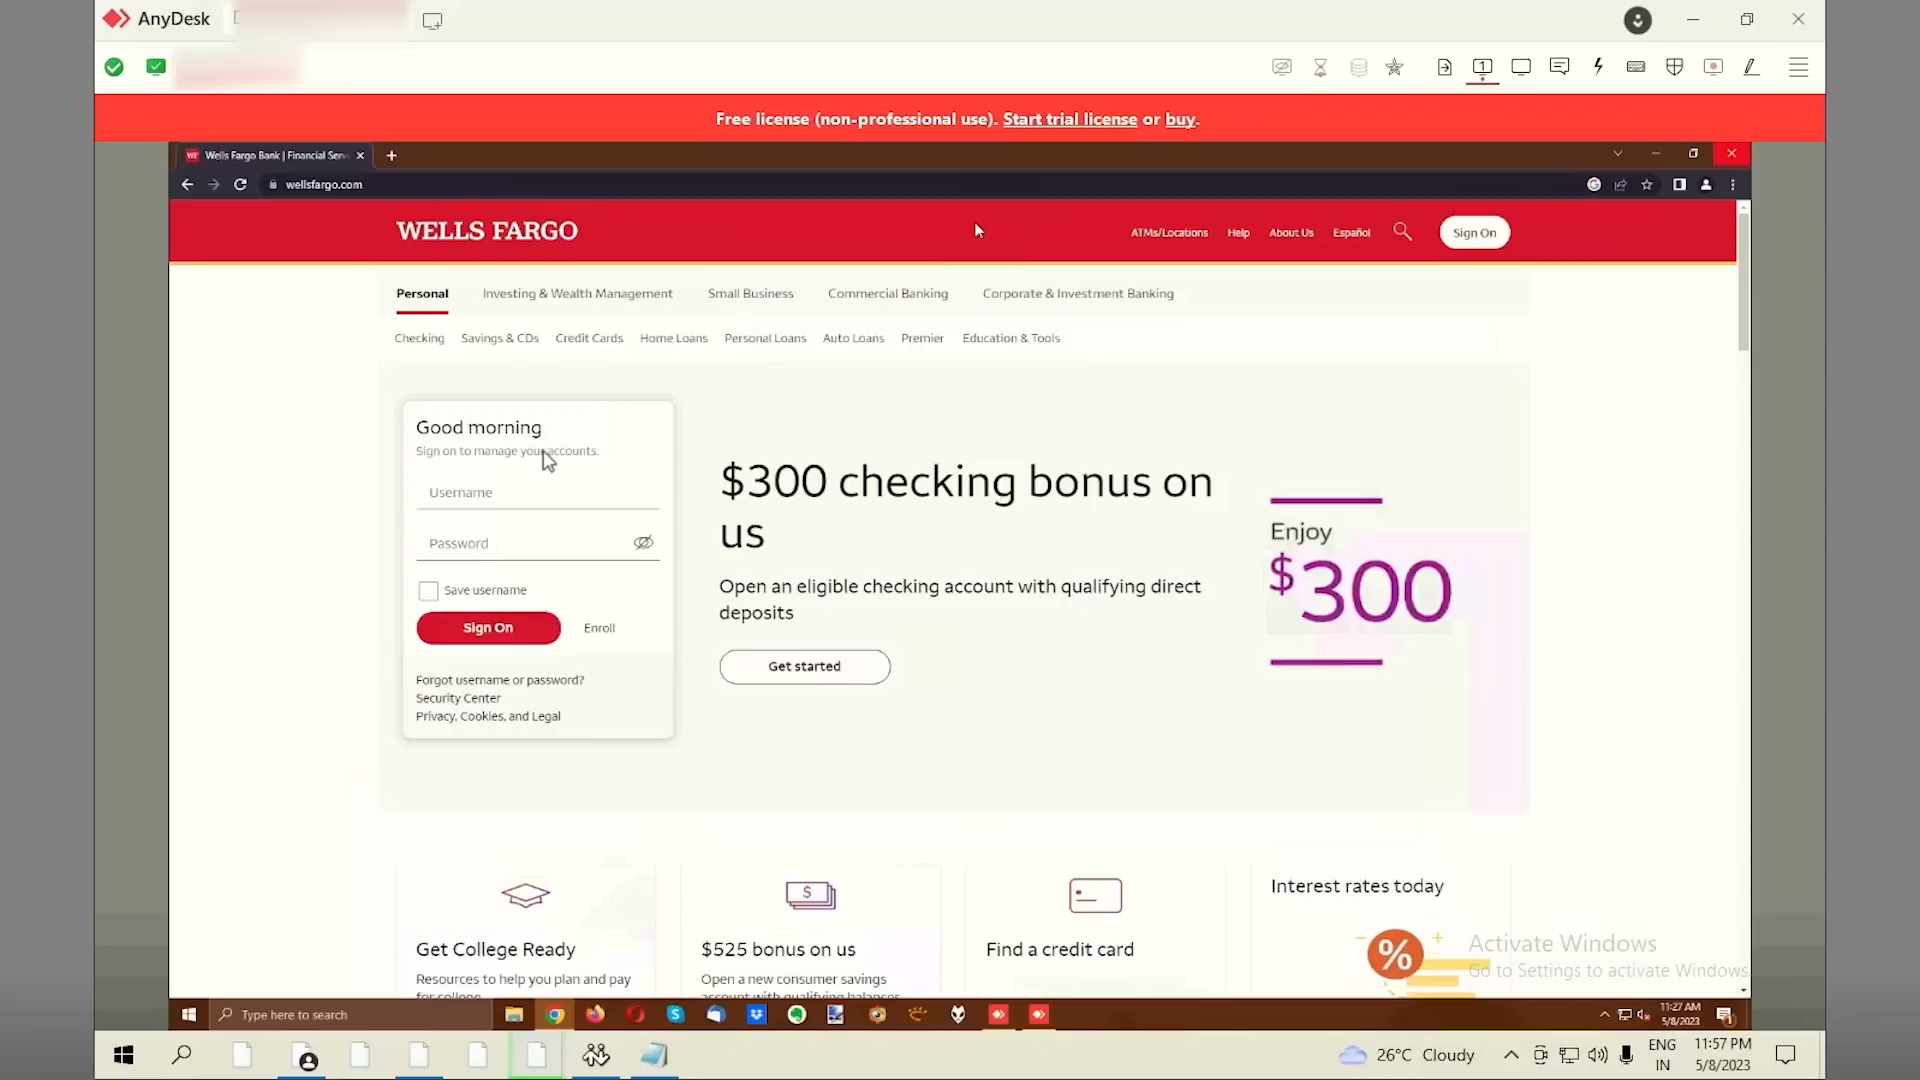 AnyDesk
Free license (non-professional use). Start trial license or buy.
Wells Fargo Bank | Financial Serv
wellsfargo.com
WELLS FARGO
ATMs/Locations
Help
About Us
Español
Sign On
Personal
Investing & Wealth Management
Small Business
Commercial Banking
Corporate & Investment Banking
Checking
Savings & CDs
Credit Cards
Home Loans
Personal Loans
Auto Loans
Premier
Education & Tools
Good morning
Sign on to manage your accounts.
Username
Password
Save username
Sign On
Enroll
Forgot username or password?
Security Center
Privacy, Cookies, and Legal
$300 checking bonus on
us
Open an eligible checking account with qualifying direct
deposits
Get started
Enjoy
$300
Get College Ready
Resources to help you plan and pay
for college
$525 bonus on us
Open a new consumer savings
account with qualifying balances
Find a credit card
Interest rates today
%
Activate Windows
Go to Settings to activate Windows.
Type here to search
11:27 AM
5/8/2023
26°C Cloudy
ENG
IN
11:57 PM
5/8/2023